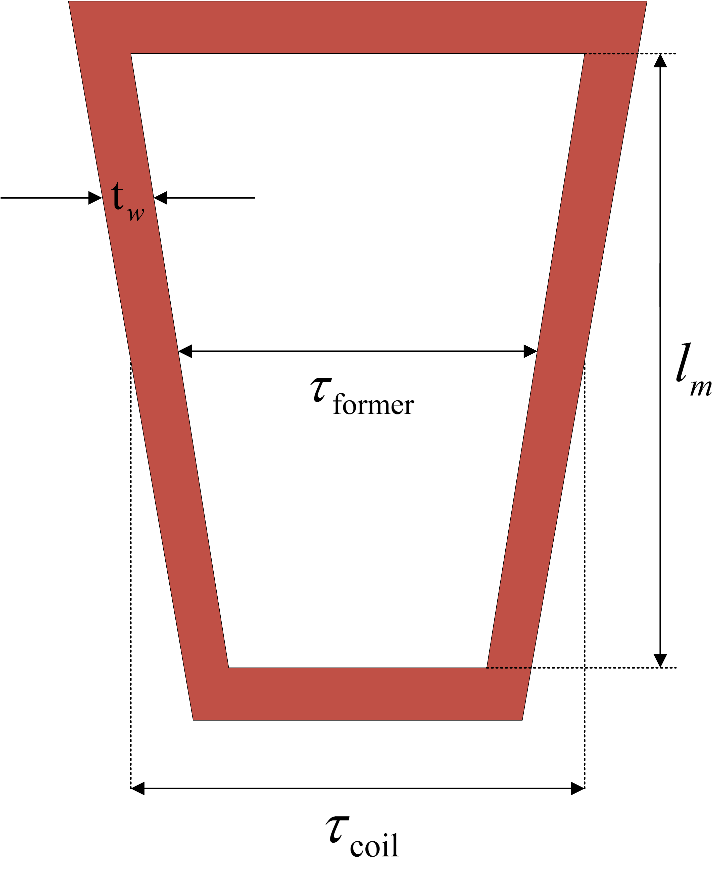 t_w
τ_former
l_m
τ_coil